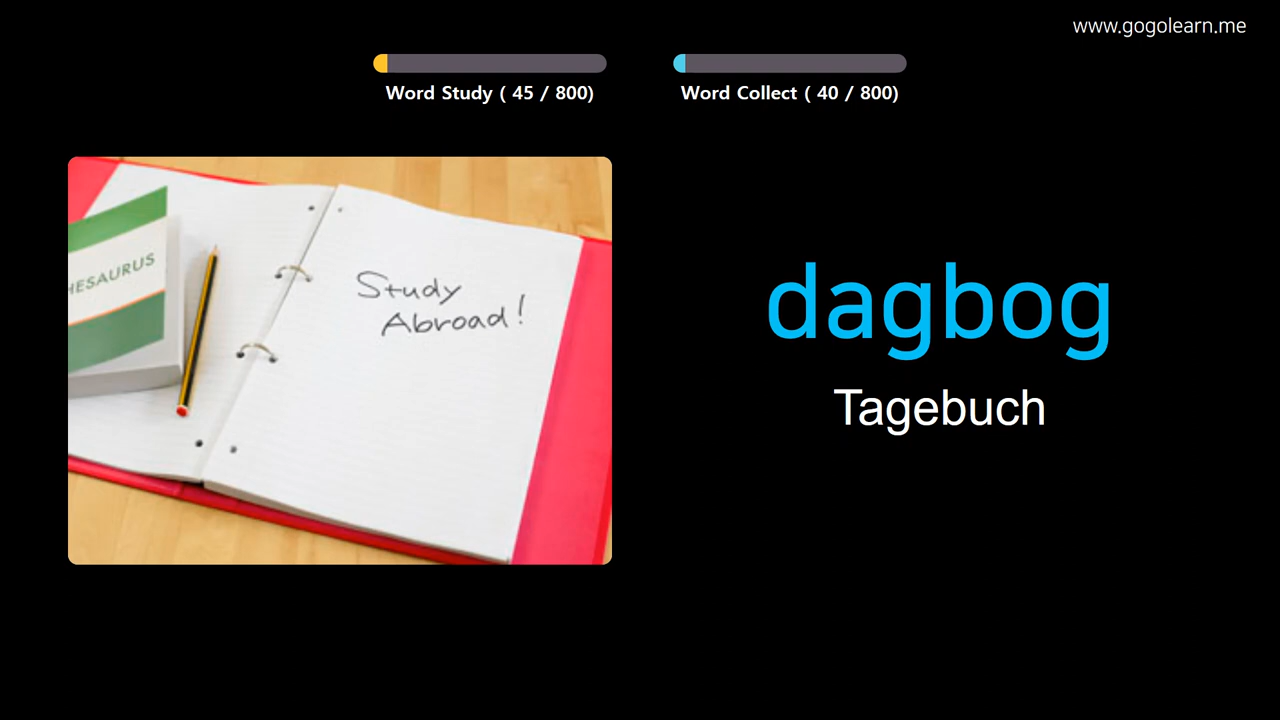 www.gogolearn.me
Word Study ( 45 / 800)
Word Collect ( 40 / 800)
HESAURUS
Study
Abroad!
dagbog
Tagebuch